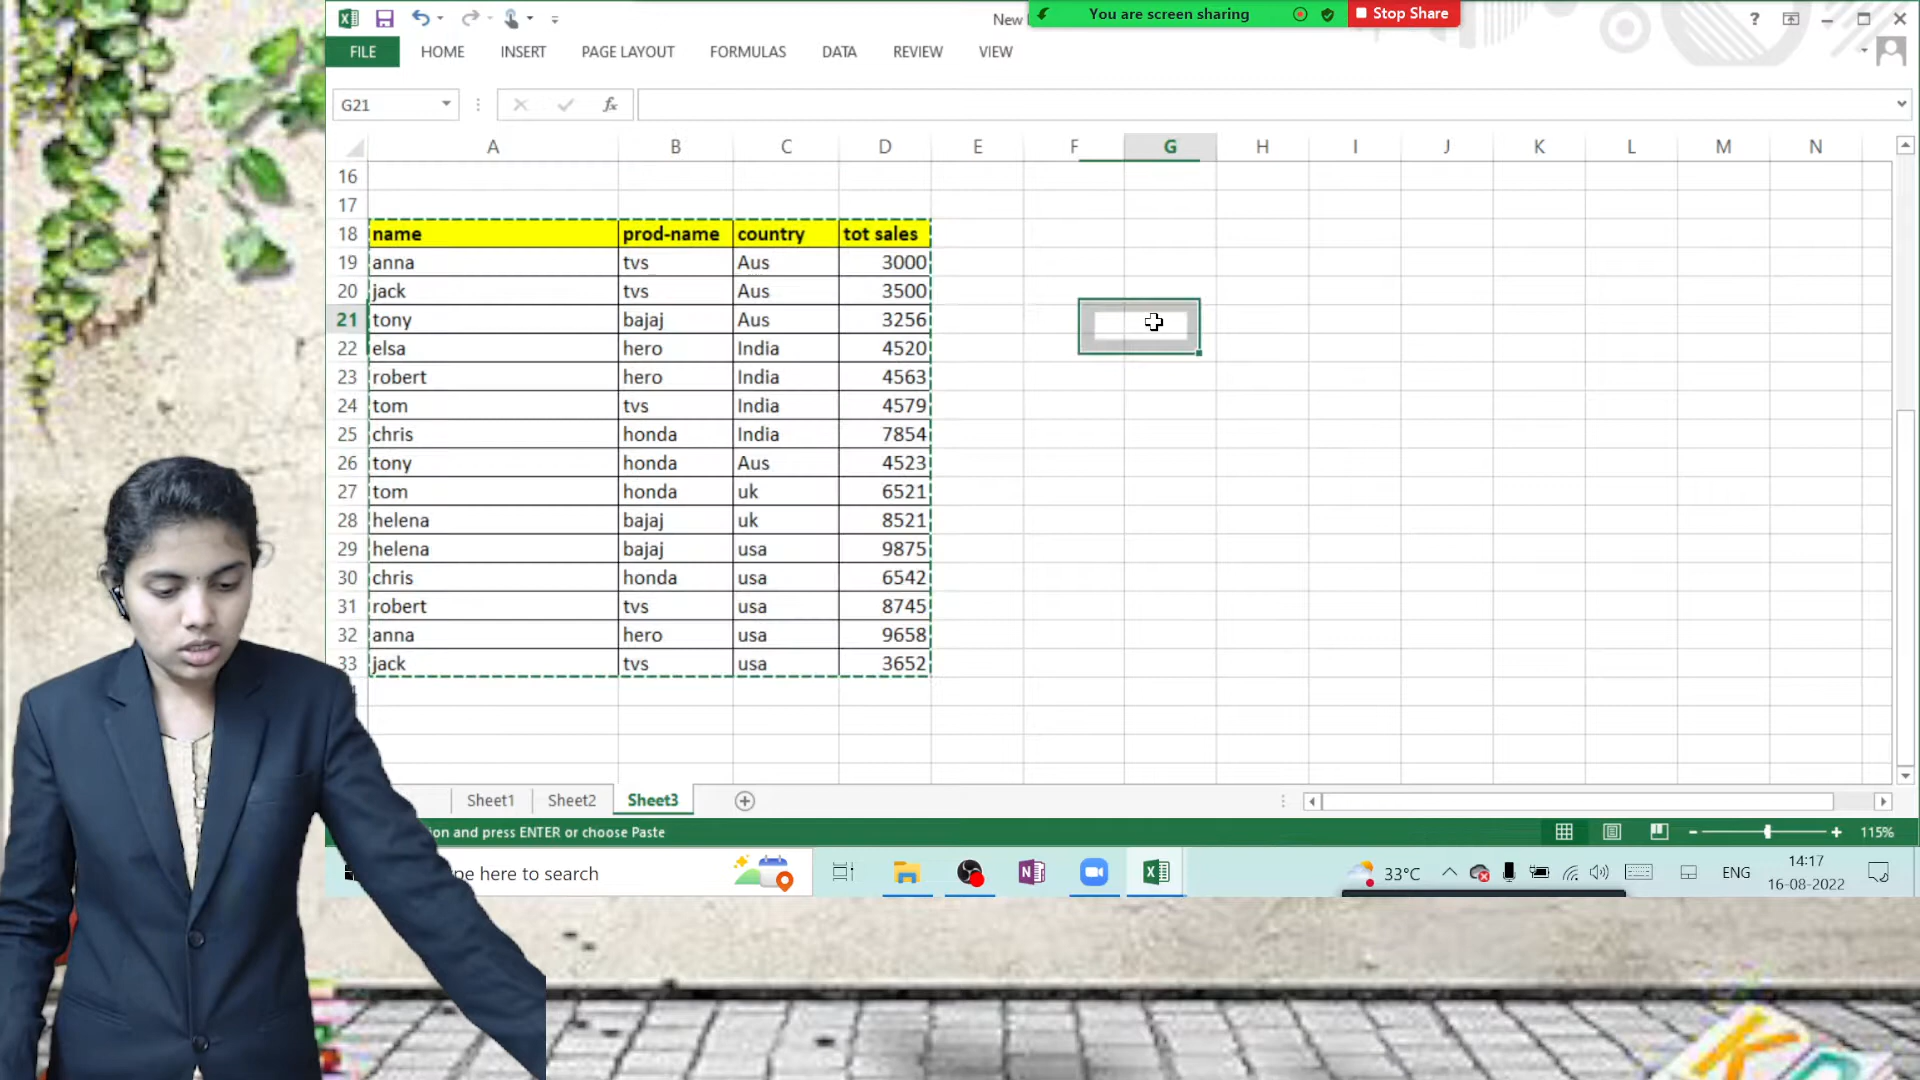 New
You are screen sharing
Stop Share
?
FILE HOME INSERT PAGE LAYOUT FORMULAS DATA REVIEW VIEW
G21
fx
A B C D E F G H I J K L M N
16
17
18 name prod-name country tot sales
19 anna tvs Aus 3000
20 jack tvs Aus 3500
21 tony bajaj Aus 3256
22 elsa hero India 4520
23 robert hero India 4563
24 tom tvs India 4579
25 chris honda India 7854
26 tony honda Aus 4523
27 tom honda uk 6521
28 helena bajaj uk 8521
29 helena bajaj usa 9875
30 chris honda usa 6542
31 robert tvs usa 8745
32 anna hero usa 9658
33 jack tvs usa 3652
Sheet1 Sheet2 Sheet3
and press ENTER or choose Paste
115%
here to search
33°C
ENG
14:17
16-08-2022